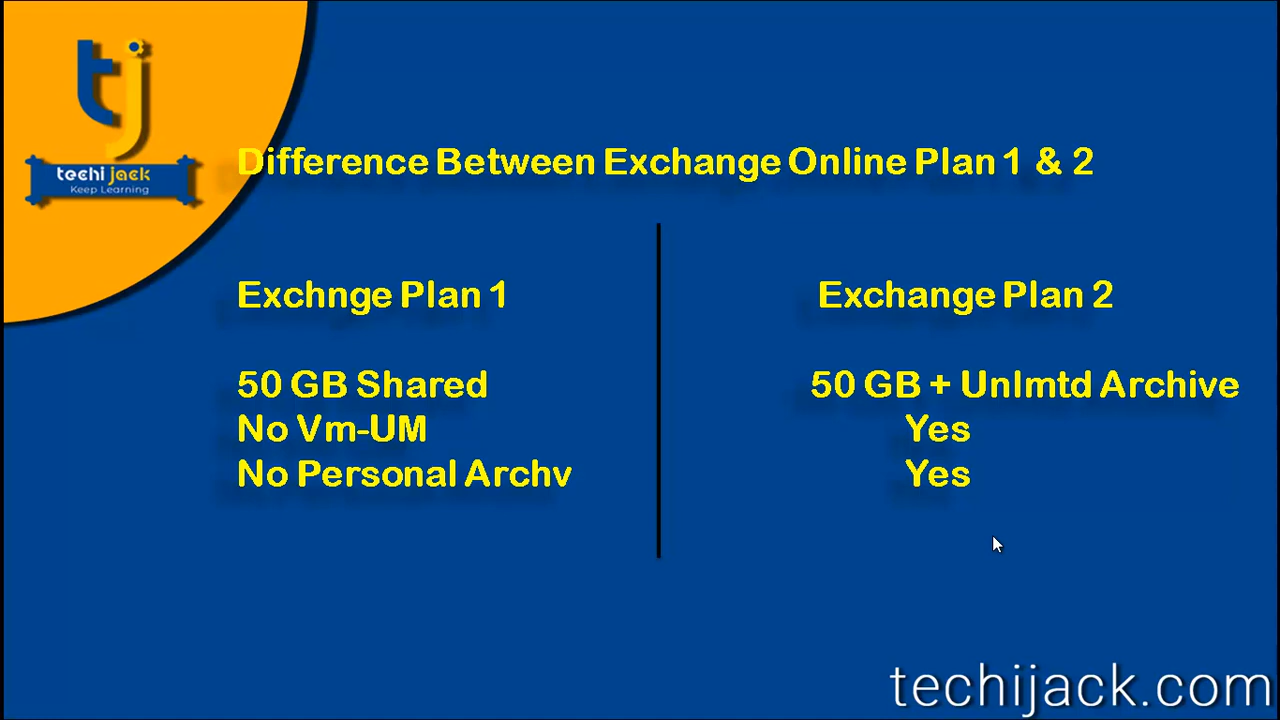 tj
techi jack
Keep Learning
Difference Between Exchange Online Plan 1 & 2
Exchnge Plan 1
Exchange Plan 2
50 GB Shared
50 GB + Unlmtd Archive
No Vm-UM
Yes
No Personal Archv
Yes
techijack.com